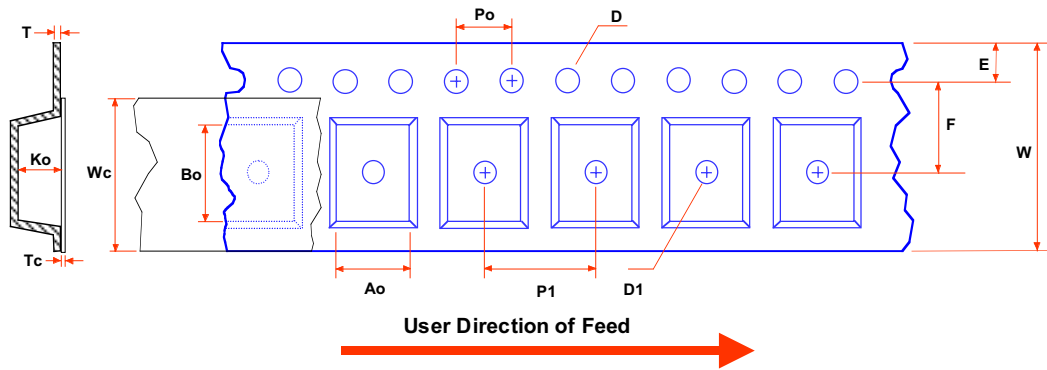 T
Po
D
E
F
W
Ko
Wc
Bo
Tc
Ao
P1
D1
User Direction of Feed